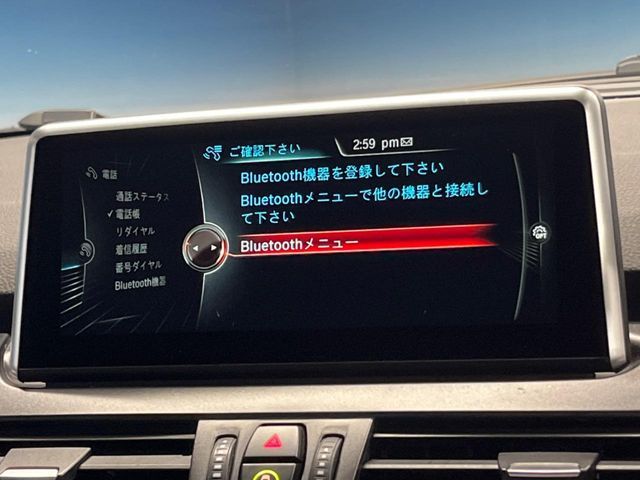 ご確認下さい
2:59 pm
電話
通話ステータス
✓電話帳
リダイヤル
着信履歴
番号ダイヤル
Bluetooth機器
Bluetooth機器を登録して下さい
Bluetoothメニューで他の機器と接続し
て下さい
Bluetoothメニュー
OPT